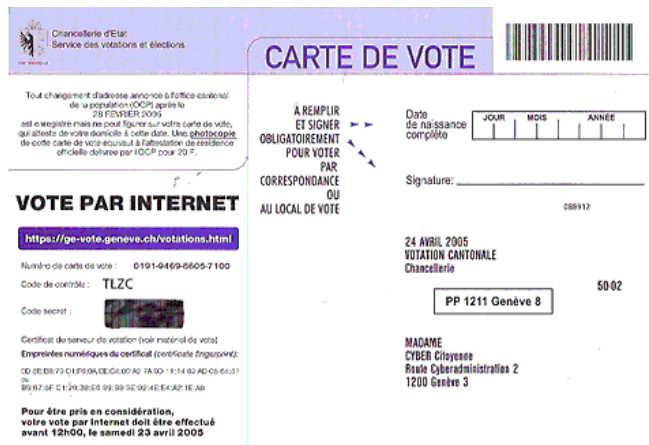 Chancellerie d'Etat
Service des votations et élections
CARTE DE VOTE
Tout changement d'adresse annoncé à l'office cantonal
de la population (OCP) après le
28 FEVRIER 2005
est enregistré mais ne peut figurer sur votre carte de vote,
qui atteste de votre domicile à cette date. Une photocopie
de cette carte de vote équivaut à l'attestation de résidence
officielle délivrée par l'OCP pour 20 F.
VOTE PAR INTERNET
https://ge-vote.geneve.ch/votations.html
Numéro de carte de vote : 0191-9469-6605-7100
Code de contrôle : TLZC
Code secret :
Certificat du serveur de votation (voir matériel de vote)
Empreintes numériques du certificat (certificate fingerprint):
ou
Pour être pris en considération,
votre vote par internet doit être effectué
avant 12h00, le samedi 23 avril 2005
A REMPLIR
ET SIGNER
OBLIGATOIREMENT
POUR VOTER
PAR
CORRESPONDANCE
OU
AU LOCAL DE VOTE
Date
de naissance
complète
JOUR MOIS ANNÉE
Signature:
088912
24 AVRIL 2005
VOTATION CANTONALE
Chancellerie
50-02
PP 1211 Genève 8
MADAME
CYBER Citoyenne
Route Cyberadministration 2
1200 Genève 3